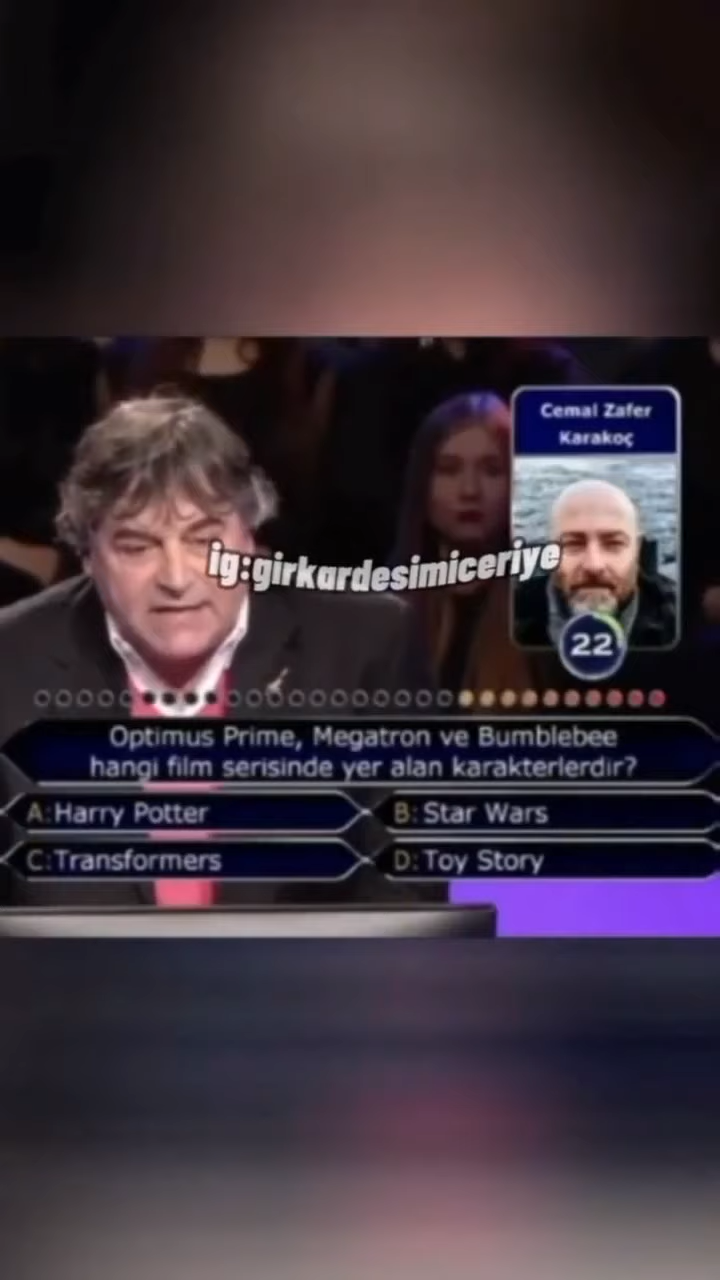 Cemal Zafer
Karakoç
ig:girkardesimiceriye
22
Optimus Prime, Megatron ve Bumblebee
hangi film serisinde yer alan karakterlerdir?
A:Harry Potter
B:Star Wars
C:Transformers
D:Toy Story